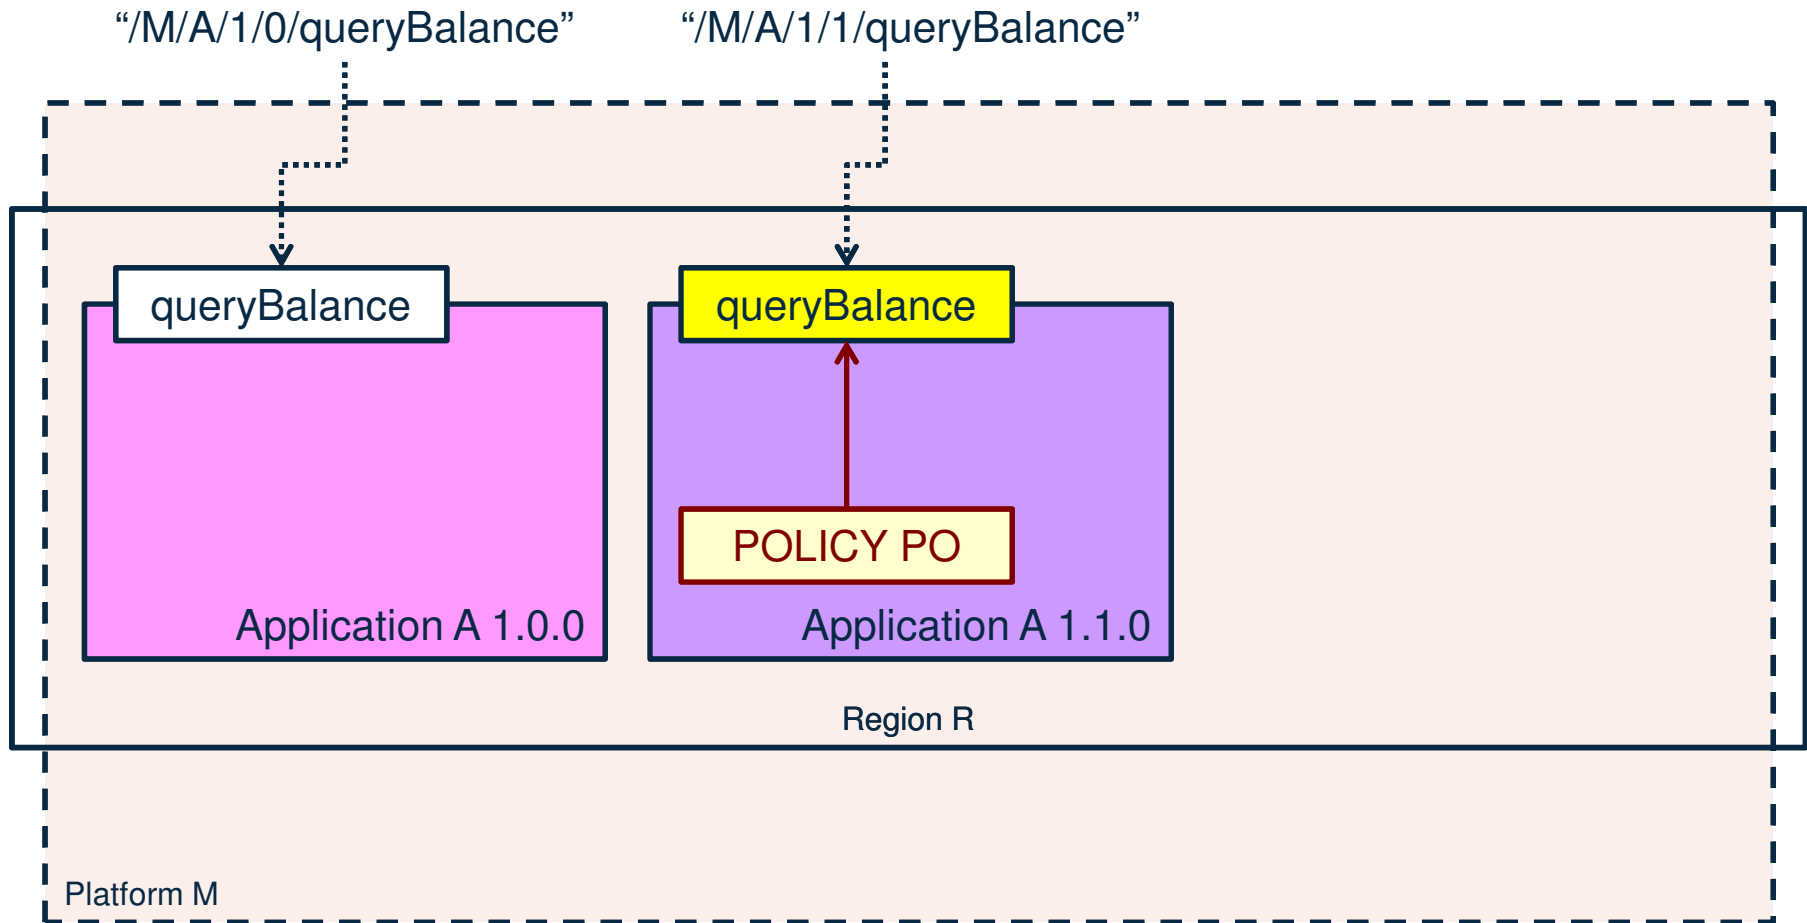 “/M/A/1/0/queryBalance”
“/M/A/1/1/queryBalance”
queryBalance
queryBalance
POLICY PO
Application A 1.0.0
Application A 1.1.0
Region R
Platform M